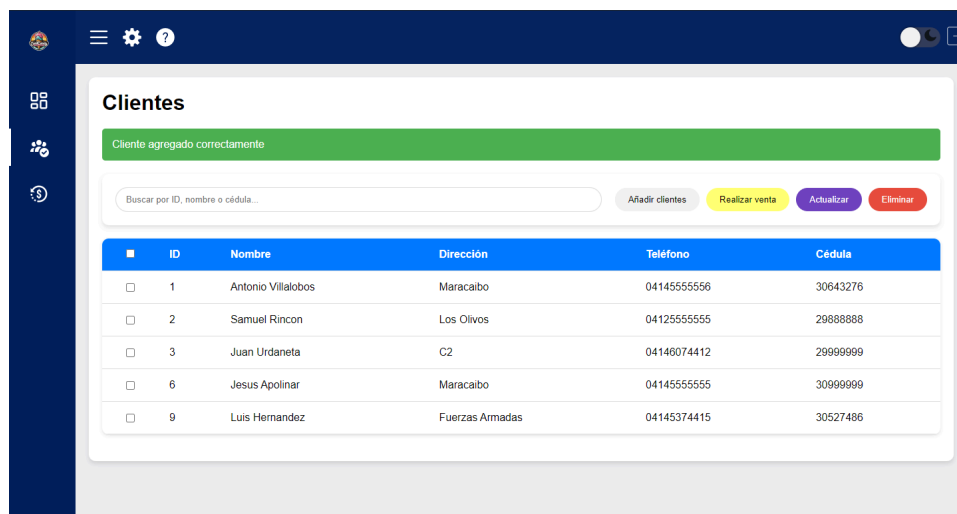 Clientes
Cliente agregado correctamente
Buscar por ID, nombre o cédula... Añadir clientes Realizar venta Actualizar Eliminar
ID Nombre Dirección Teléfono Cédula
1 Antonio Villalobos Maracaibo 04145555556 30643276
2 Samuel Rincon Los Olivos 04125555555 29888888
3 Juan Urdaneta C2 04146074412 29999999
6 Jesus Apolinar Maracaibo 04145555555 30999999
9 Luis Hernandez Fuerzas Armadas 04145374415 30527486